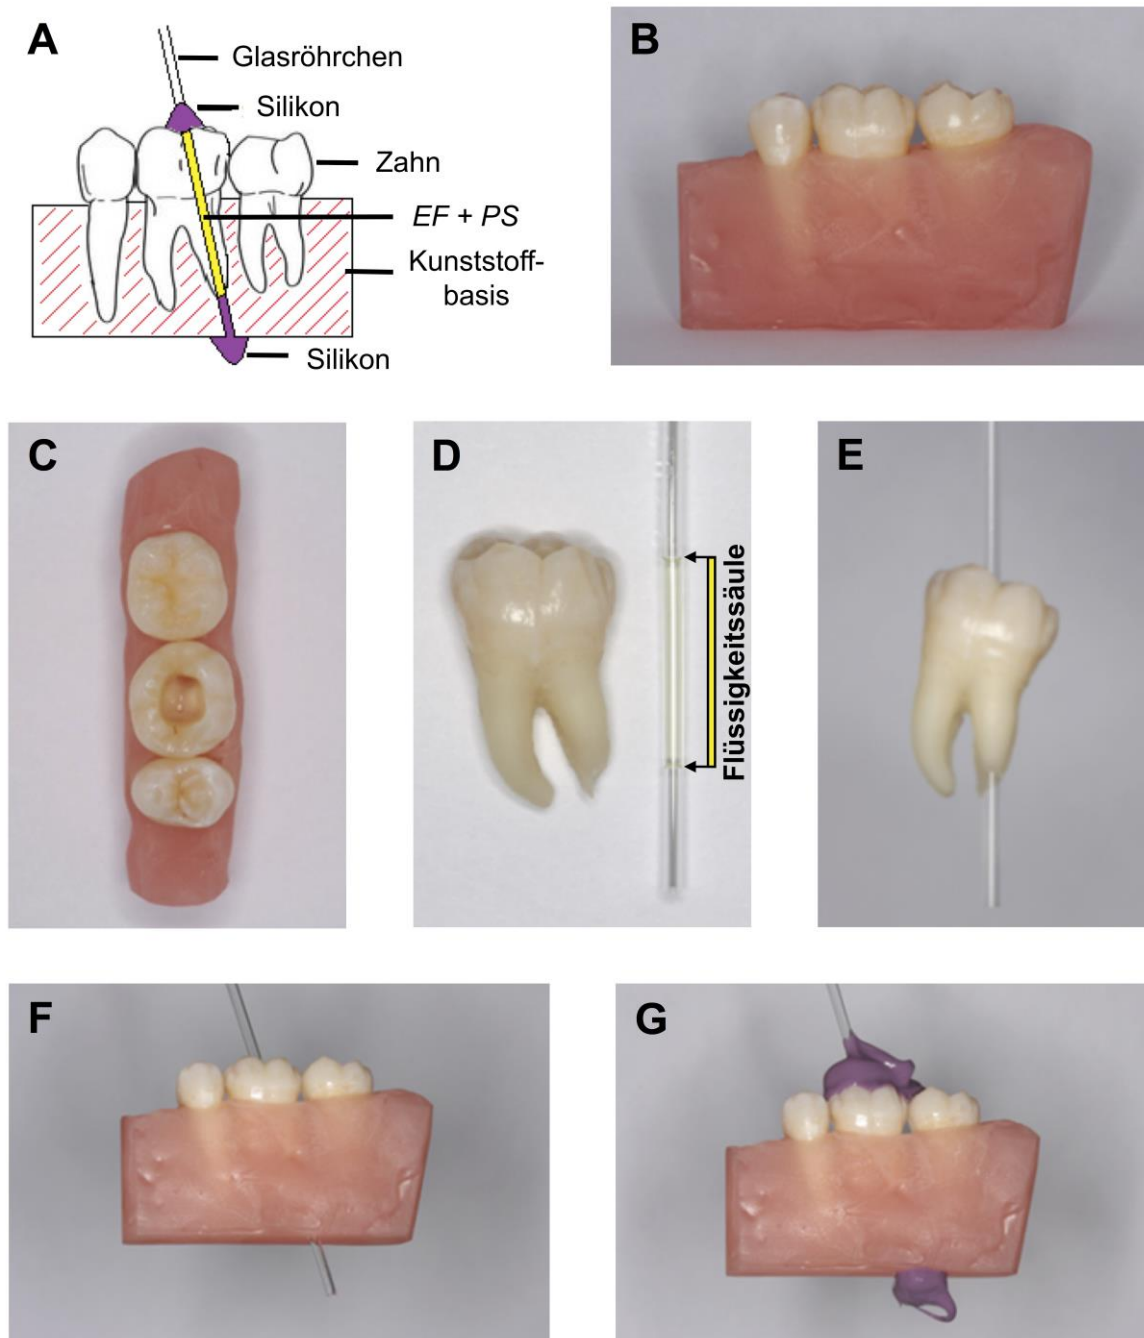 A
Glasröhrchen
Silikon
Zahn
EF + PS
Kunststoff-
basis
Silikon
B
C
D
Flüssigkeitssäule
E
F
G